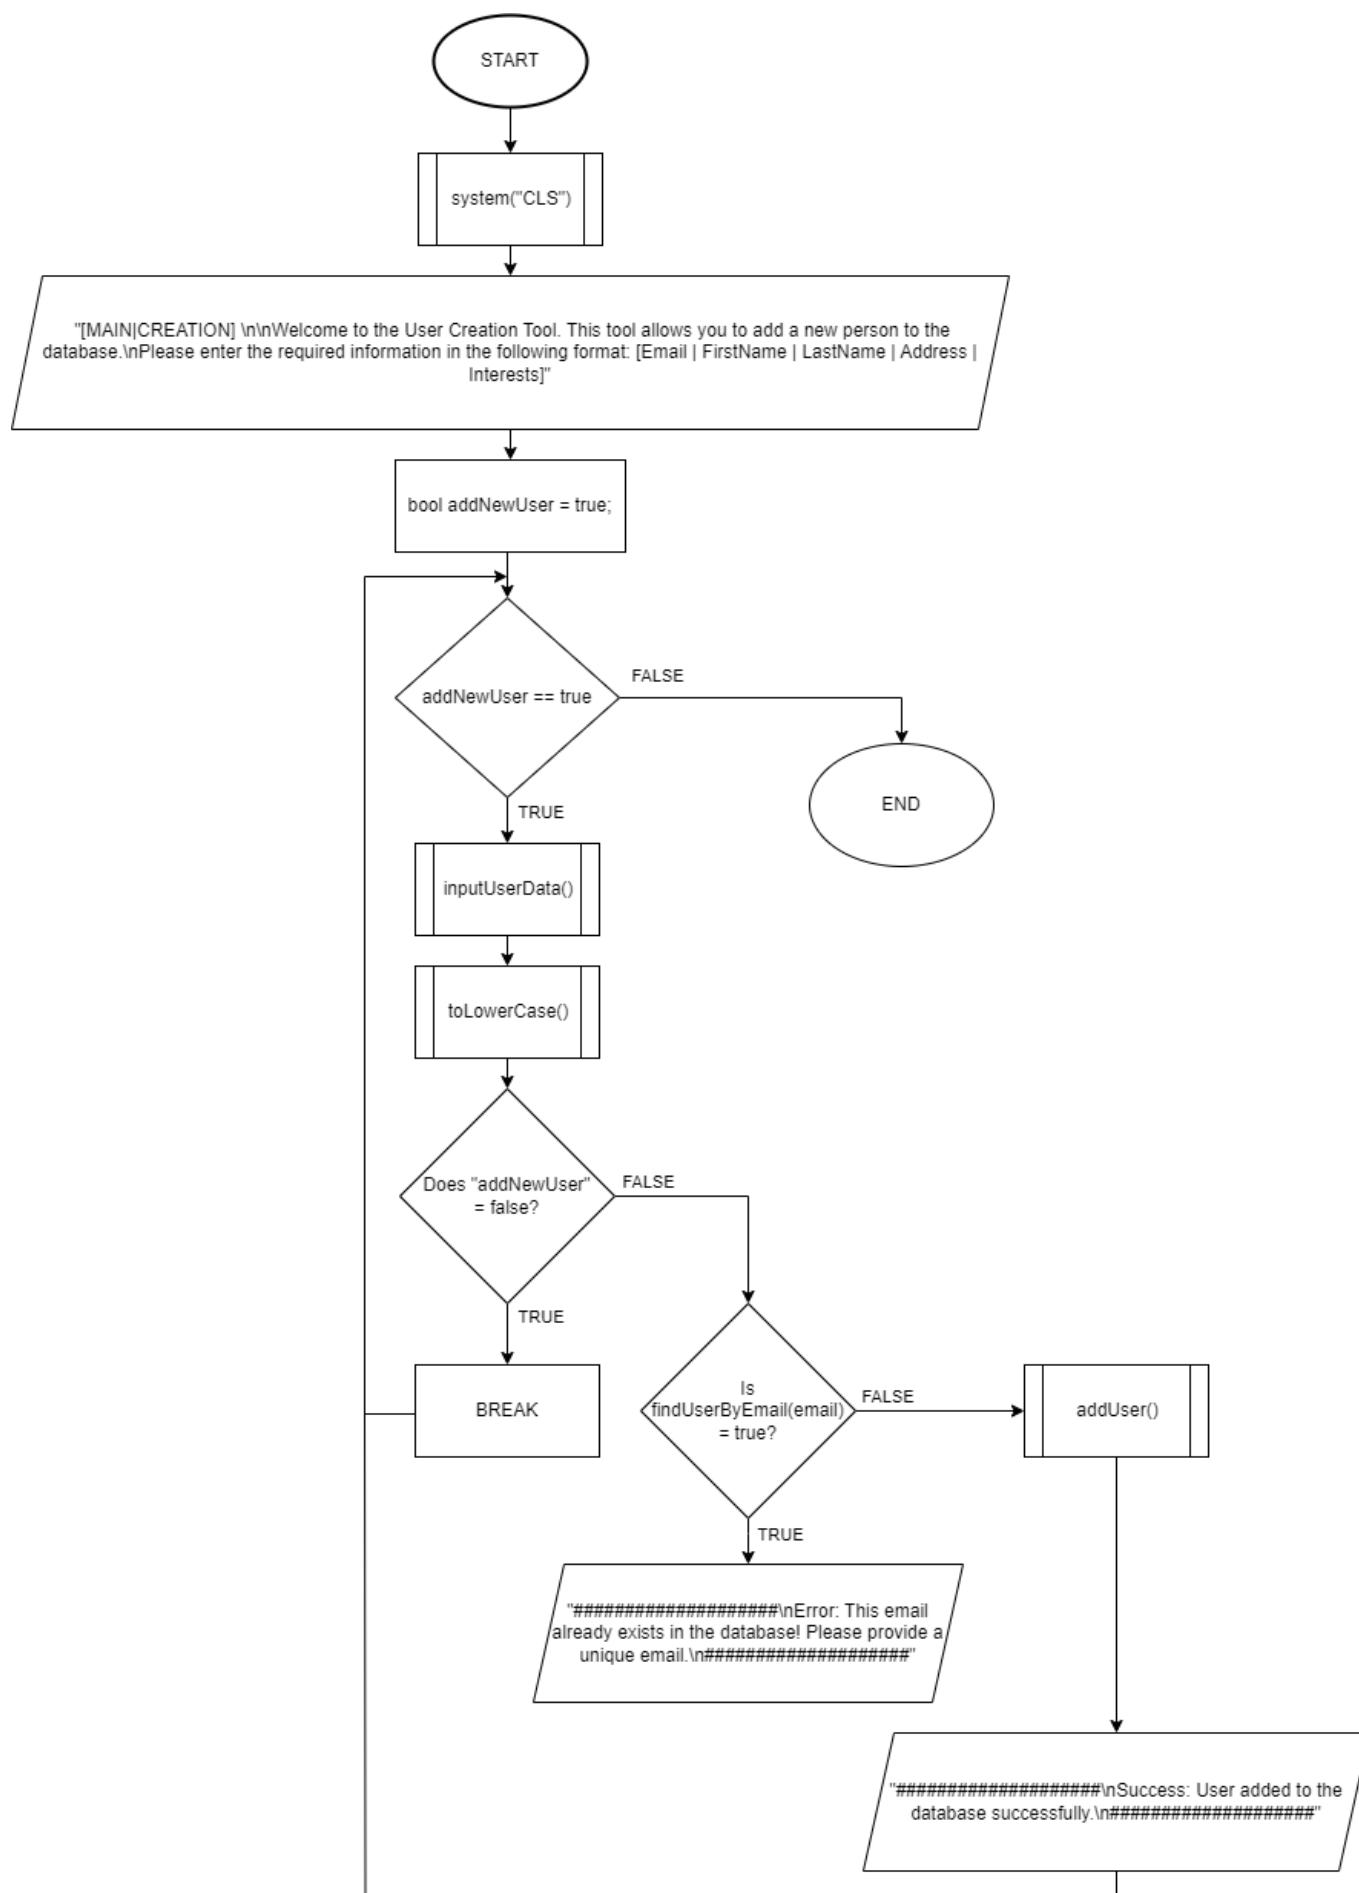 START
system("CLS")
"[MAIN|CREATION] \n\nWelcome to the User Creation Tool. This tool allows you to add a new person to the
database.\nPlease enter the required information in the following format: [Email | FirstName | LastName | Address |
Interests]"
bool addNewUser = true;
addNewUser == true
FALSE
END
TRUE
inputUserData()
toLowerCase()
Does "addNewUser"
= false?
FALSE
TRUE
BREAK
Is
findUserByEmail(email)
= true?
FALSE
addUser()
TRUE
"####################\nError: This email
already exists in the database! Please provide a
unique email.\n####################"
"####################\nSuccess: User added to the
database successfully.\n####################"